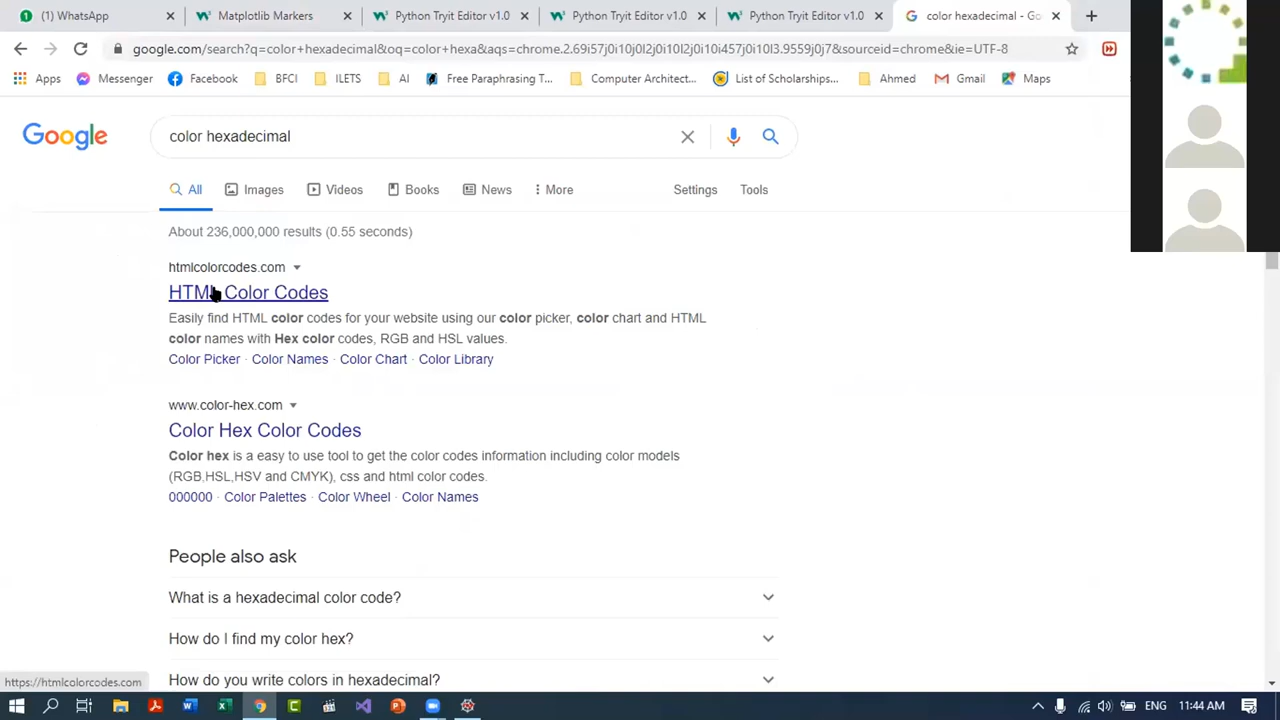 (1) WhatsApp
Matplotlib Markers
Python Tryit Editor v1.0
Python Tryit Editor v1.0
Python Tryit Editor v1.0
color hexadecimal - Go
google.com/search?q=color+hexadecimal&oq=color+hexa&aqs=chrome.2.69i57j0i10j0l2j0i10l2j0i10i457j0i10l3.9559j0j7&sourceid=chrome&ie=UTF-8
Apps
Messenger
Facebook
BFCI
ILETS
AI
Free Paraphrasing T...
Computer Architect...
List of Scholarships...
Ahmed
Gmail
Maps
Google
color hexadecimal
All
Images
Videos
Books
News
More
Settings
Tools
About 236,000,000 results (0.55 seconds)
htmlcolorcodes.com
HTML Color Codes
Easily find HTML color codes for your website using our color picker, color chart and HTML
color names with Hex color codes, RGB and HSL values.
Color Picker · Color Names · Color Chart · Color Library
www.color-hex.com
Color Hex Color Codes
Color hex is a easy to use tool to get the color codes information including color models
(RGB,HSL,HSV and CMYK), css and html color codes.
000000 · Color Palettes · Color Wheel · Color Names
People also ask
What is a hexadecimal color code?
How do I find my color hex?
How do you write colors in hexadecimal?
https://htmlcolorcodes.com
ENG
11:44 AM